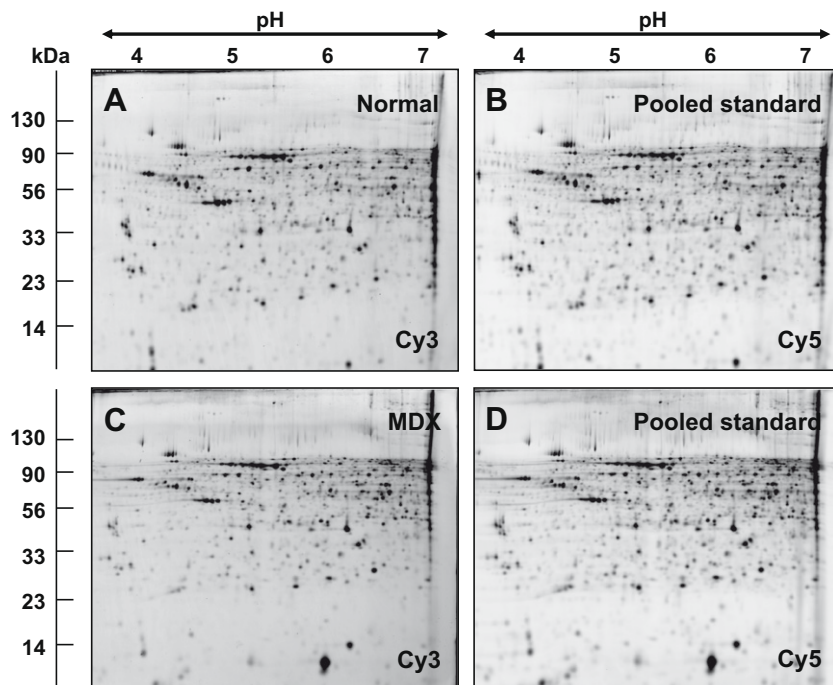 pH pH
kDa 4 5 6 7 4 5 6 7
A Normal B Pooled standard
130
90
56
33
23
14
Cy3 Cy5
C MDX D Pooled standard
130
90
56
33
23
14
Cy3 Cy5